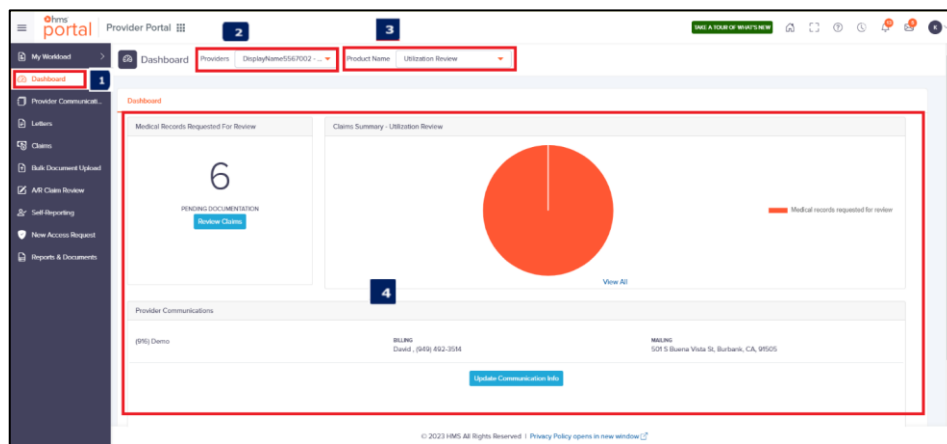 hms
portal
Provider Portal
2
3
TAKE A TOUR OF WHAT'S NEW
K
My Workload
Dashboard
Providers
DisplayName5567002 - ...
Product Name
Utilization Review
Dashboard
1
Provider Communicati...
Letters
Claims
Bulk Document Upload
A/R Claim Review
Self-Reporting
New Access Request
Reports & Documents
Dashboard
Medical Records Requested For Review
Claims Summary - Utilization Review
6
PENDING DOCUMENTATION
Review Claims
Medical records requested for review
View All
4
Provider Communications
(916) Demo
BILLING
David , (949) 492-3514
MAILING
501 S Buena Vista St, Burbank, CA, 91505
Update Communication Info
© 2023 HMS All Rights Reserved | Privacy Policy opens in new window